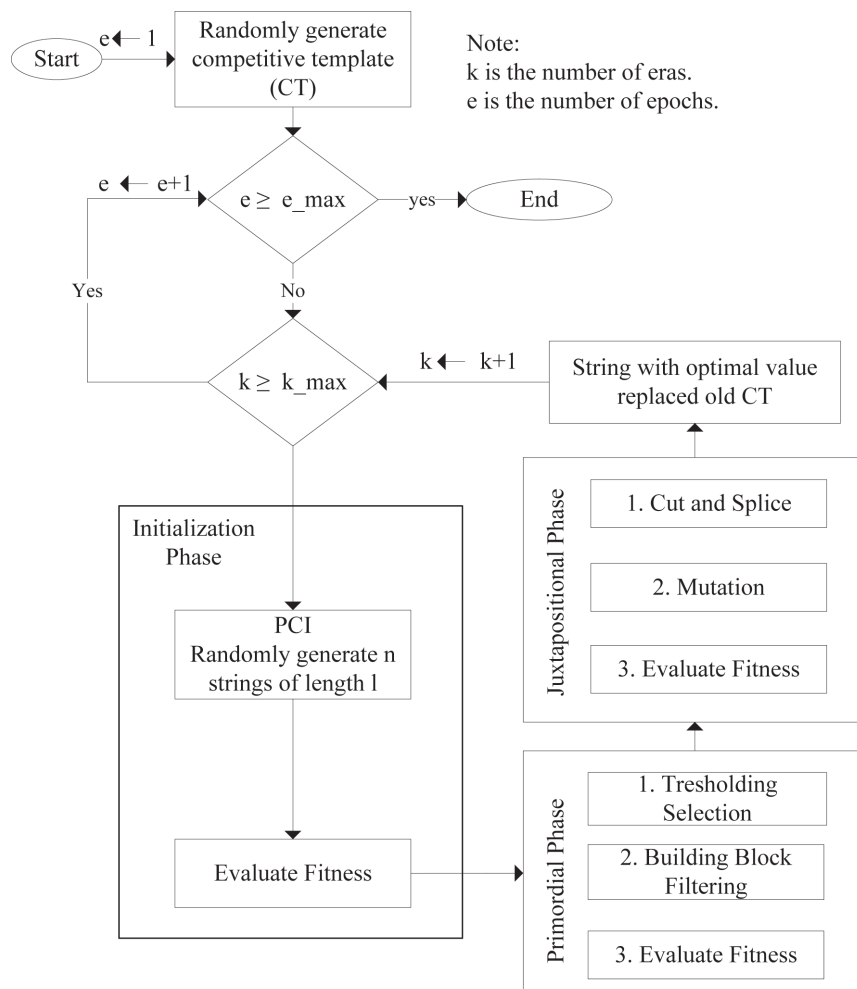 Start
e ← 1
Randomly generate
competitive template
(CT)
Note:
k is the number of eras.
e is the number of epochs.
e ← e+1
e ≥ e_max
yes
End
Yes
No
k ≥ k_max
k ← k+1
String with optimal value
replaced old CT
Initialization
Phase
PCI
Randomly generate n
strings of length l
Evaluate Fitness
Juxtapositional Phase
1. Cut and Splice
2. Mutation
3. Evaluate Fitness
Primordial Phase
1. Tresholding
Selection
2. Building Block
Filtering
3. Evaluate Fitness